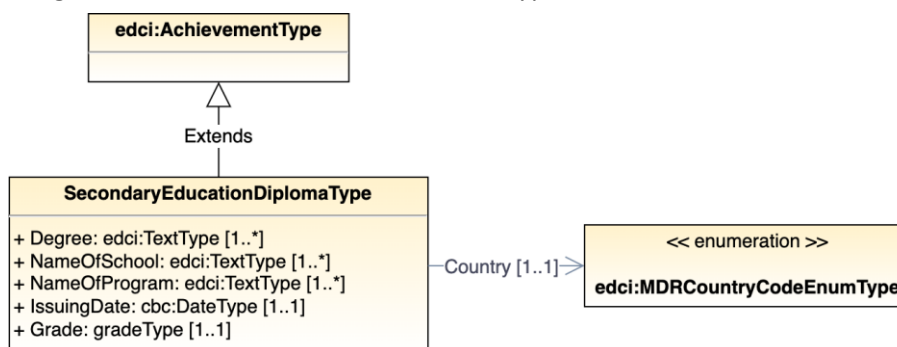 edci:AchievementType
Extends
SecondaryEducationDiplomaType
+ Degree: edci:TextType [1..*]
+ NameOfSchool: edci:TextType [1..*]
+ NameOfProgram: edci:TextType [1..*]
+ IssuingDate: cbc:DateType [1..1]
+ Grade: gradeType [1..1]
Country [1..1]
<< enumeration >>
edci:MDRCountryCodeEnumType